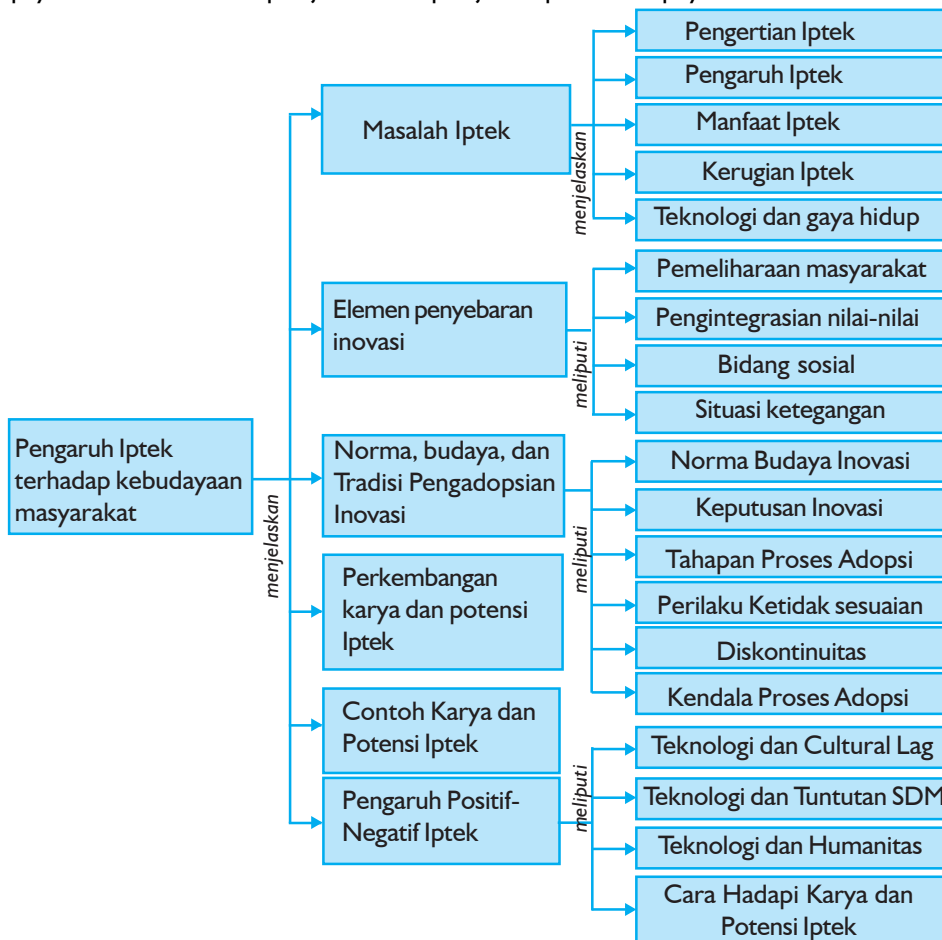 Pengaruh Iptek
terhadap kebudayaan
masyarakat
menjelaskan
Masalah Iptek
menjelaskan
Pengertian Iptek
Pengaruh Iptek
Manfaat Iptek
Kerugian Iptek
Teknologi dan gaya hidup
Elemen penyebaran
inovasi
meliputi
Pemeliharaan masyarakat
Pengintegrasian nilai-nilai
Bidang sosial
Situasi ketegangan
Norma, budaya, dan
Tradisi Pengadopsian
Inovasi
meliputi
Norma Budaya Inovasi
Keputusan Inovasi
Tahapan Proses Adopsi
Perilaku Ketidak sesuaian
Diskontinuitas
Kendala Proses Adopsi
Perkembangan
karya dan potensi
Iptek
Contoh Karya dan
Potensi Iptek
Pengaruh Positif-
Negatif Iptek
meliputi
Teknologi dan Cultural Lag
Teknologi dan Tuntutan SDM
Teknologi dan Humanitas
Cara Hadapi Karya dan
Potensi Iptek